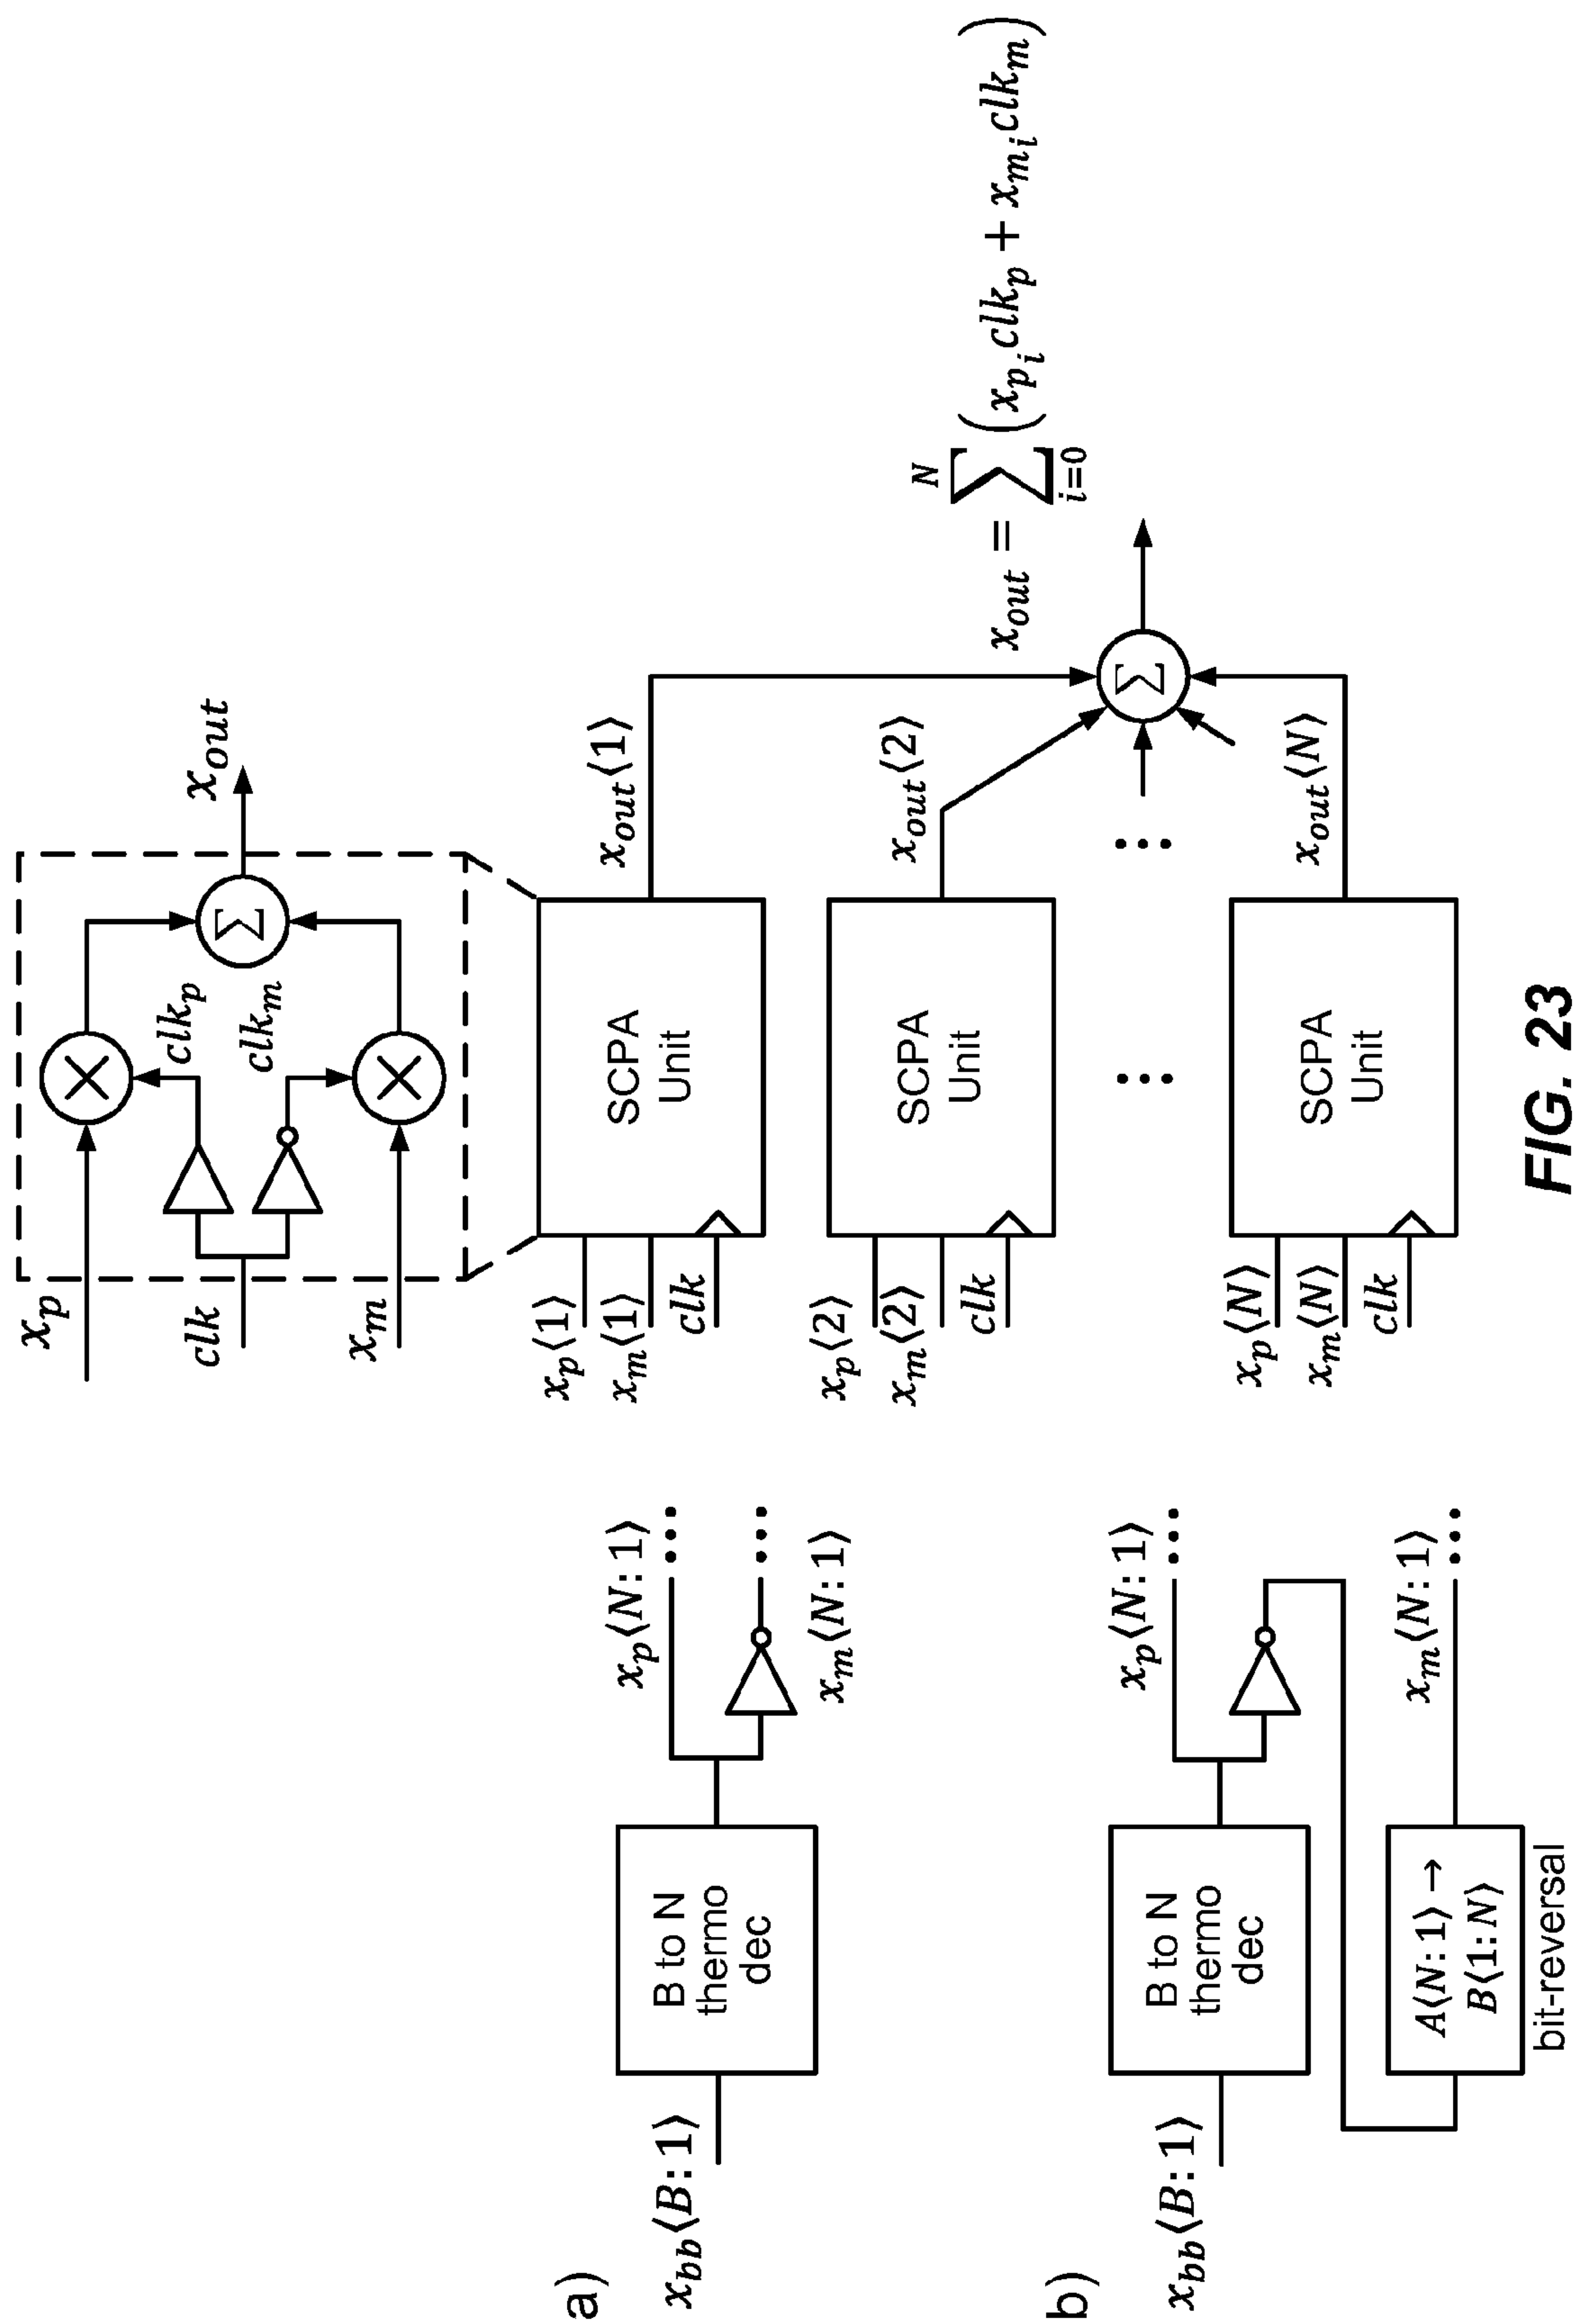 a)
x_bb⟨B:1⟩
B to N
thermo
dec
x_p⟨N:1⟩
...
...
x_m⟨N:1⟩
b)
x_bb⟨B:1⟩
B to N
thermo
dec
x_p⟨N:1⟩
...
A⟨N:1⟩ →
B⟨1:N⟩
bit-reversal
x_m⟨N:1⟩
...
x_p
clk
x_m
clk_p
clk_m
Σ
x_out
x_p⟨1⟩
x_m⟨1⟩
clk
SCPA
Unit
x_out⟨1⟩
x_p⟨2⟩
x_m⟨2⟩
clk
SCPA
Unit
x_out⟨2⟩
...
...
x_p⟨N⟩
x_m⟨N⟩
clk
SCPA
Unit
x_out⟨N⟩
Σ
x_out = ∑_{i=0}^{N} (x_{p_i} clk_p + x_{m_i} clk_m)
FIG. 23